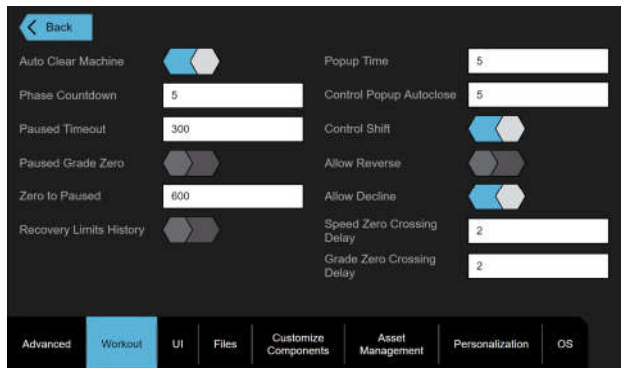 Back
Auto Clear Machine
Phase Countdown 5
Paused Timeout 300
Paused Grade Zero
Zero to Paused 600
Recovery Limits History
Popup Time 5
Control Popup Autoclose 5
Control Shift
Allow Reverse
Allow Decline
Speed Zero Crossing
Delay
2
Grade Zero Crossing
Delay
2
Advanced
Workout
UI
Files
Customize
Components
Asset
Management
Personalization
OS